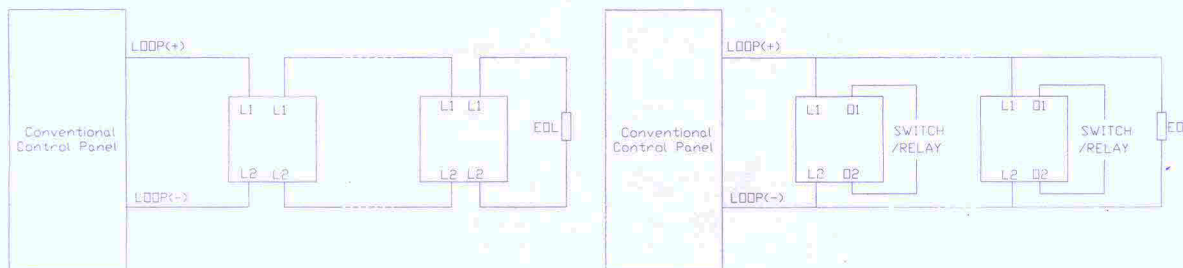 LOOP(+)
L1 L1
L1 L1
EOL
Conventional
Control Panel
L2 L2
L2 L2
LOOP(-)
LOOP(+)
L1 O1
L1 O1
SWITCH
/RELAY
SWITCH
/RELAY
EO
Conventional
Control Panel
L2 O2
L2 O2
LOOP(-)